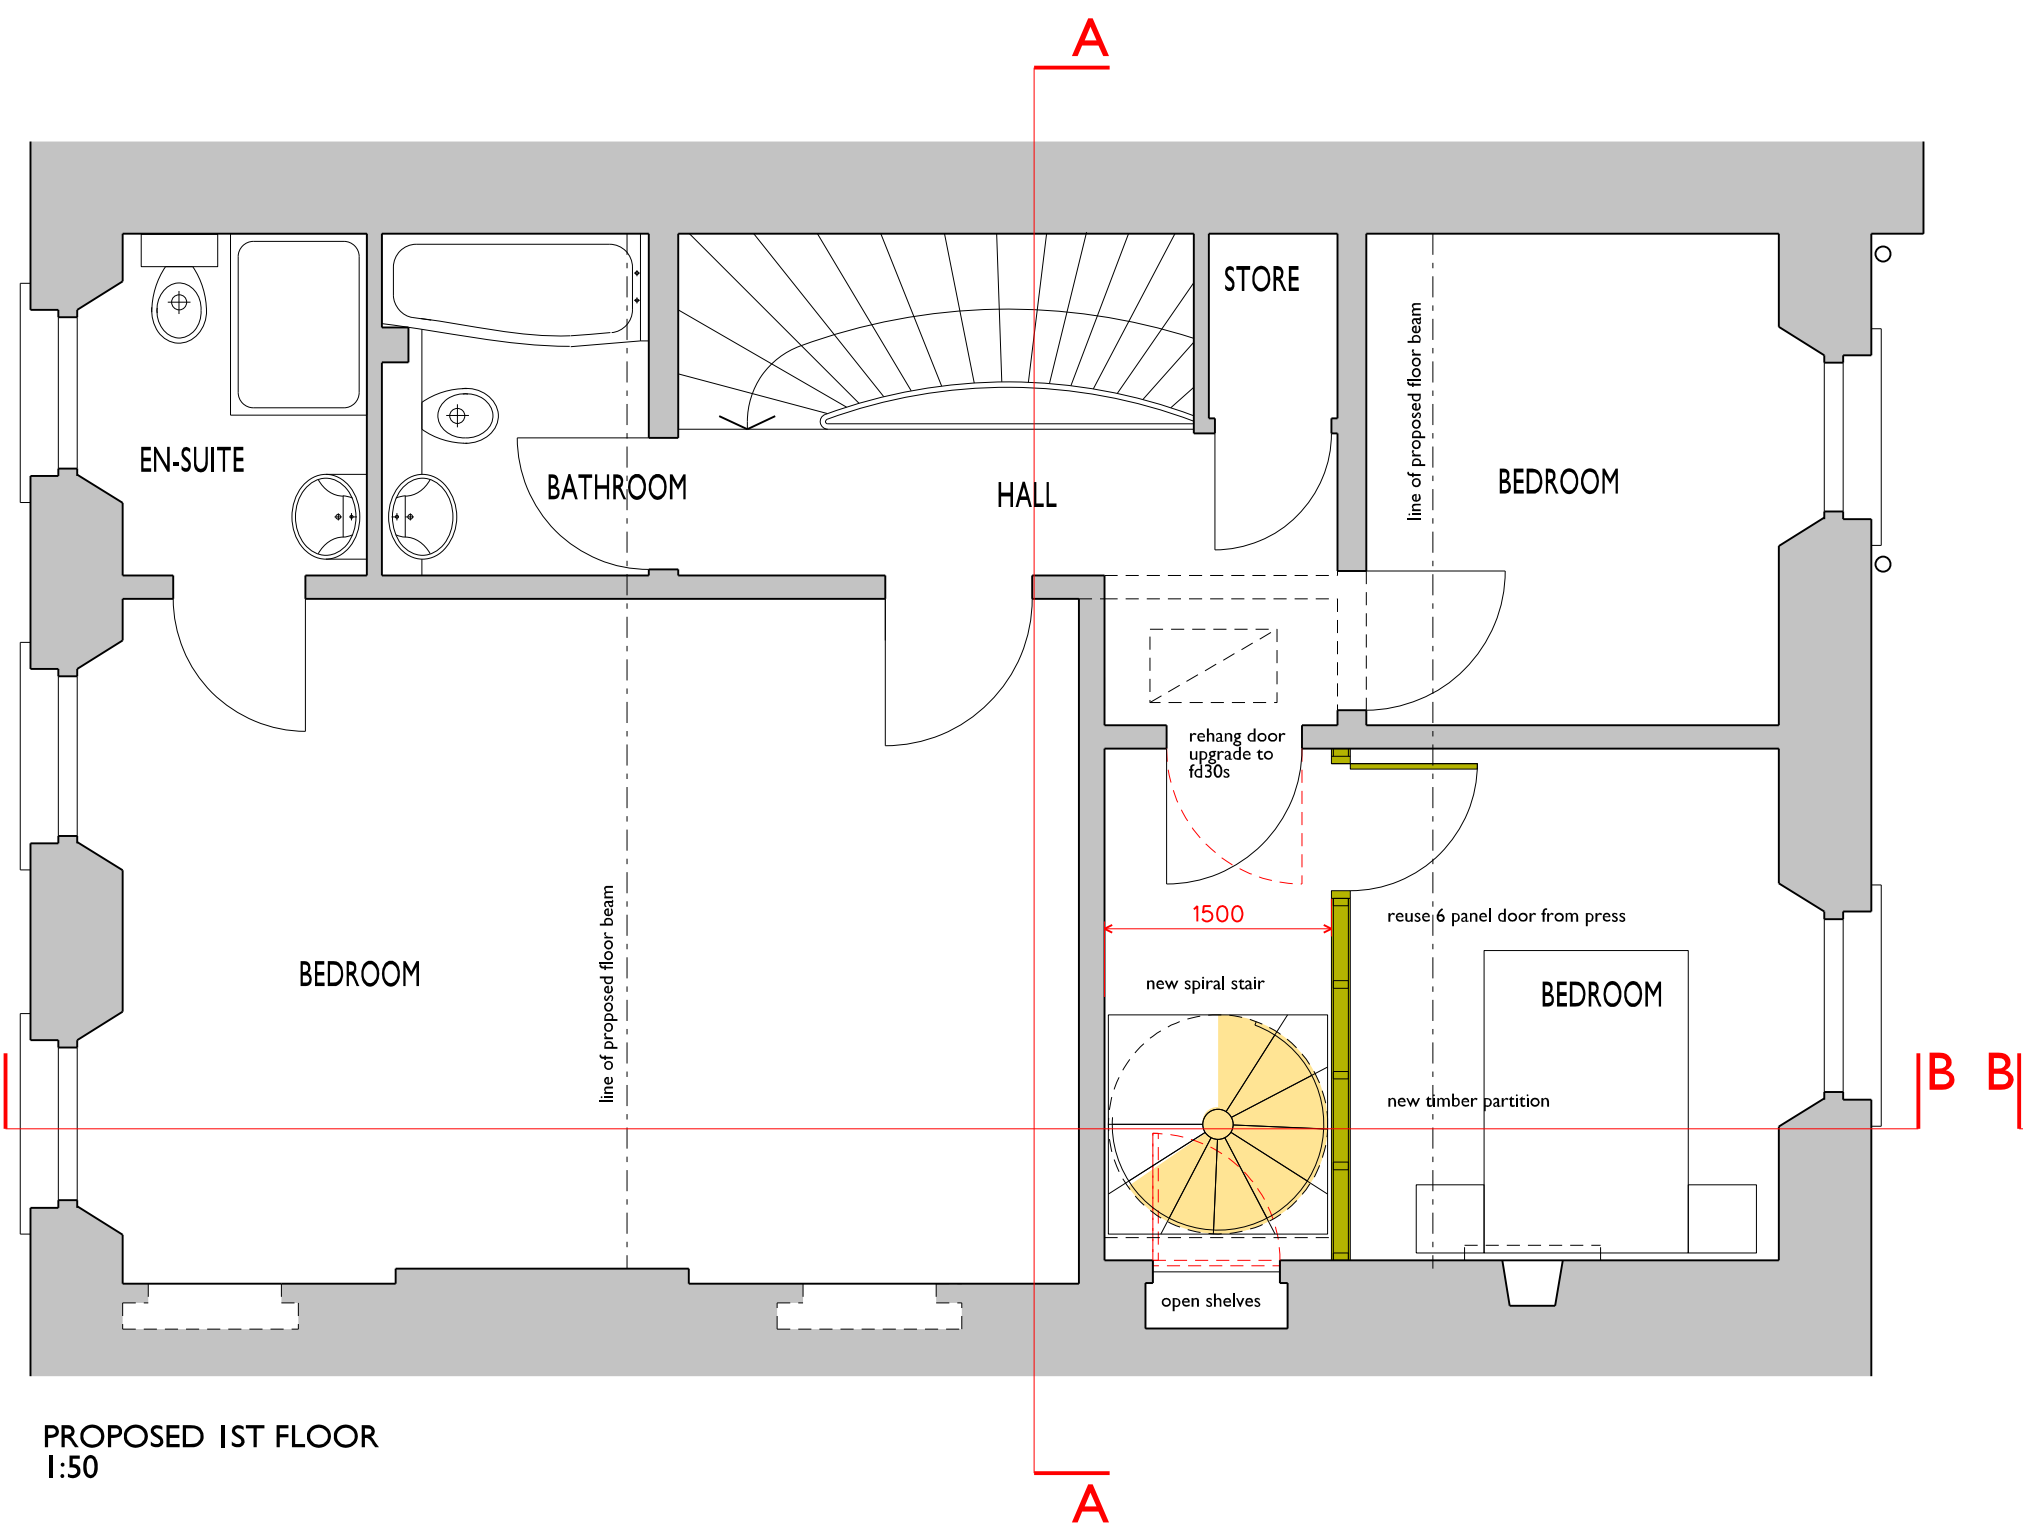 A
STORE
line of proposed floor beam
EN-SUITE
BATHROOM
HALL
BEDROOM
rehang door
upgrade to
fd30s
1500
reuse 6 panel door from press
BEDROOM
line of proposed floor beam
new spiral stair
BEDROOM
B B
new timber partition
open shelves
PROPOSED 1ST FLOOR
1:50
A